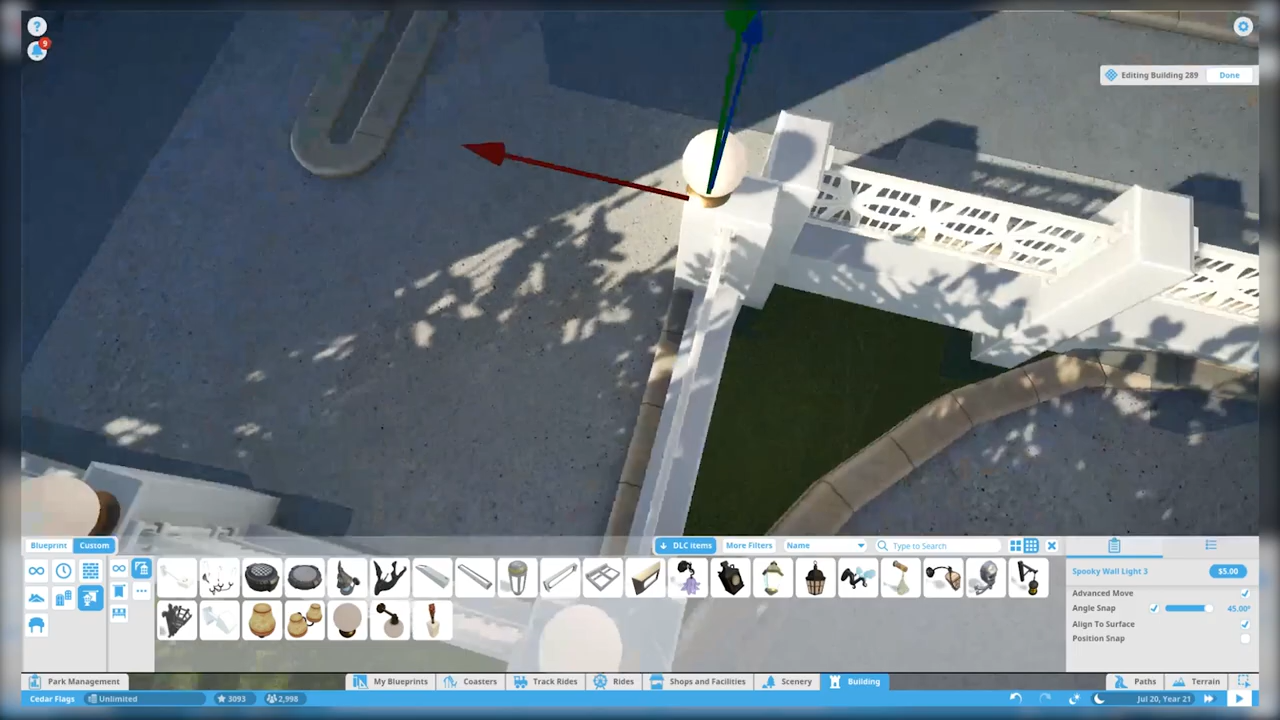 ?
9
Editing Building 289 Done
Blueprint Custom
DLC Items More Filters Name Type to Search
Spooky Wall Light 3 $5.00
Advanced Move
Angle Snap 45.00°
Align To Surface
Position Snap
Park Management My Blueprints Coasters Track Rides Rides Shops and Facilities Scenery Building Paths Terrain
Cedar Flags Unlimited 3093 2,998 Jul 20, Year 21